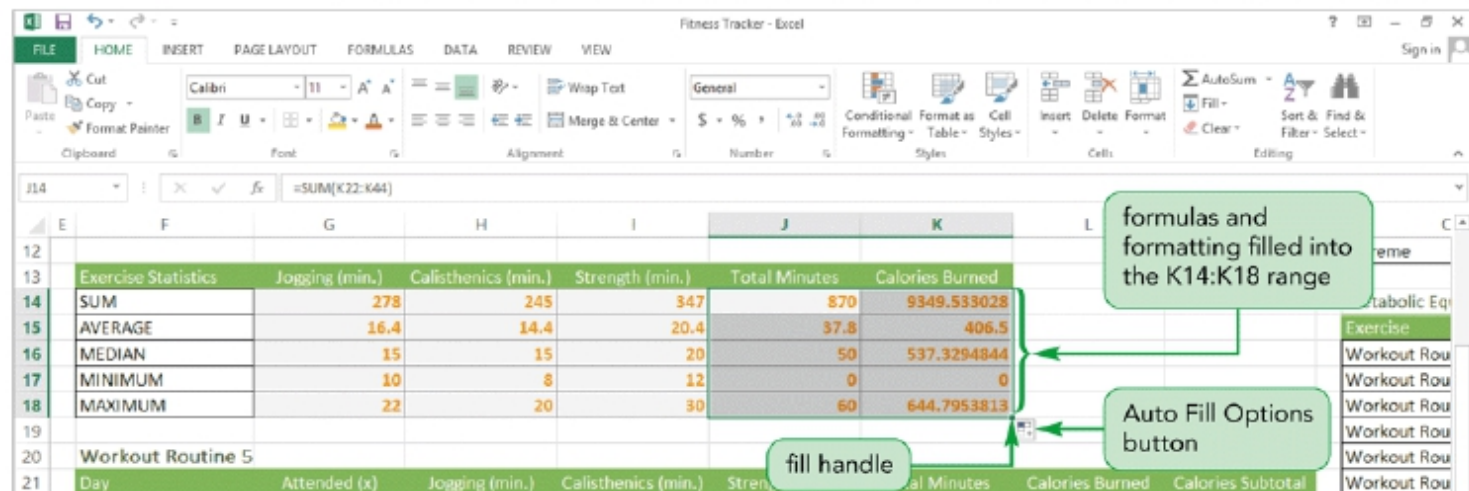 Fitness Tracker - Excel
? 
Sign in
FILE HOME INSERT PAGE LAYOUT FORMULAS DATA REVIEW VIEW
Paste
Cut
Copy
Format Painter
Clipboard
Calibri 11 A A
B I U A
Font
Wrap Text
Merge & Center
Alignment
General
$ % ,
Number
Conditional Formatting
Format as Table
Cell Styles
Styles
Insert Delete Format
Cells
AutoSum
Fill
Clear
Sort & Filter
Find & Select
Editing
J14 fx =SUM(K22:K44)
E F G H I J K L
12
13 Exercise Statistics Jogging (min.) Calisthenics (min.) Strength (min.) Total Minutes Calories Burned
14 SUM 278 245 347 870 9349.533028
15 AVERAGE 16.4 14.4 20.4 37.8 406.5 Exercise
16 MEDIAN 15 15 20 50 537.3294844 Workout Rou
17 MINIMUM 10 8 12 0 0 Workout Rou
18 MAXIMUM 22 20 30 60 644.7953813 Workout Rou
19 Workout Rou
20 Workout Routine 5 Workout Rou
21 Day Attended (x) Jogging (min.) Calisthenics (min.) Stren al Minutes Calories Burned Calories Subtotal Workout Rou
formulas and
formatting filled into
the K14:K18 range
Auto Fill Options
button
fill handle